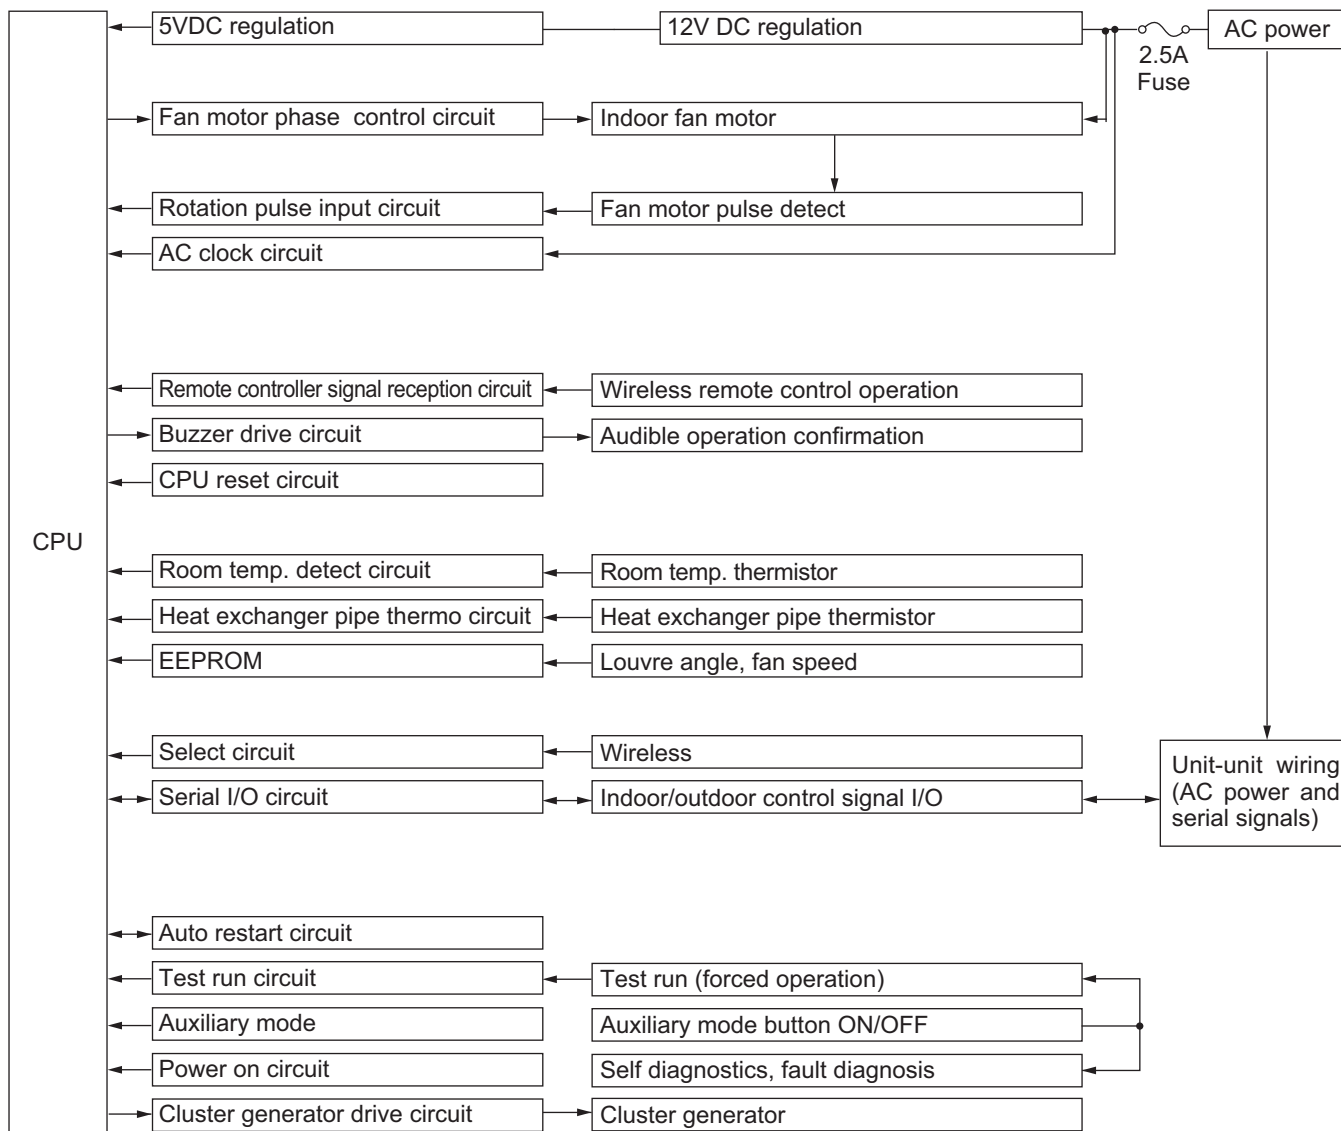 5VDC regulation
12V DC regulation
AC power
2.5A
Fuse
Fan motor phase control circuit
Indoor fan motor
Rotation pulse input circuit
Fan motor pulse detect
AC clock circuit
Remote controller signal reception circuit
Wireless remote control operation
Buzzer drive circuit
Audible operation confirmation
CPU reset circuit
CPU
Room temp. detect circuit
Room temp. thermistor
Heat exchanger pipe thermo circuit
Heat exchanger pipe thermistor
EEPROM
Louvre angle, fan speed
Select circuit
Wireless
Unit-unit wiring
(AC power and
serial signals)
Serial I/O circuit
Indoor/outdoor control signal I/O
Auto restart circuit
Test run circuit
Test run (forced operation)
Auxiliary mode
Auxiliary mode button ON/OFF
Power on circuit
Self diagnostics, fault diagnosis
Cluster generator drive circuit
Cluster generator